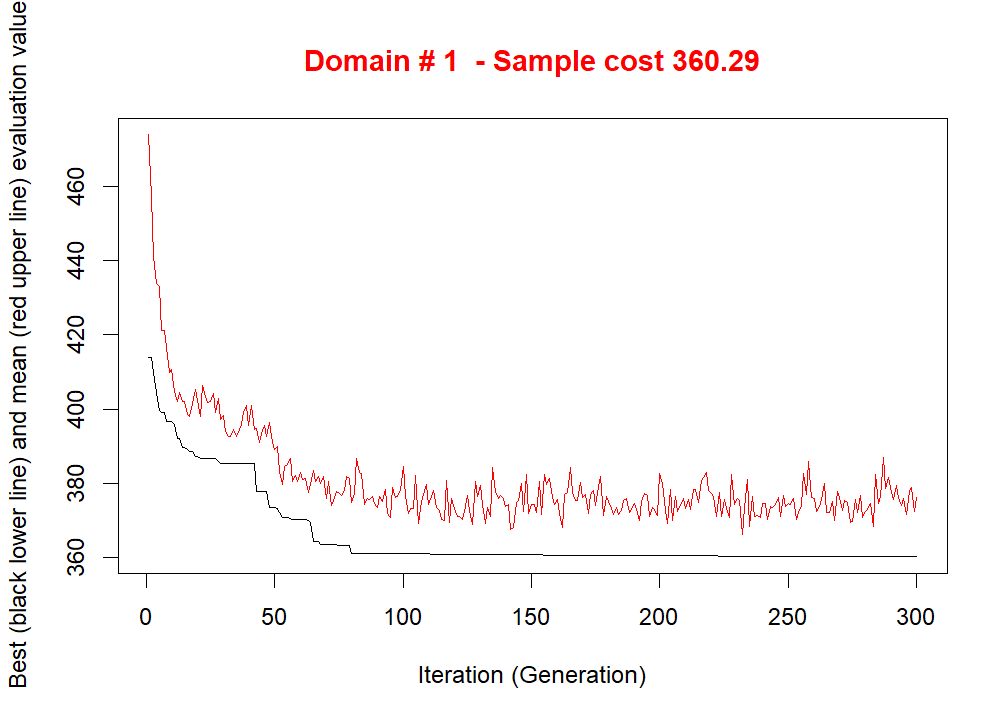 Domain # 1 - Sample cost 360.29
Best (black lower line) and mean (red upper line) evaluation value
460
440
420
400
380
360
0 50 100 150 200 250 300
Iteration (Generation)